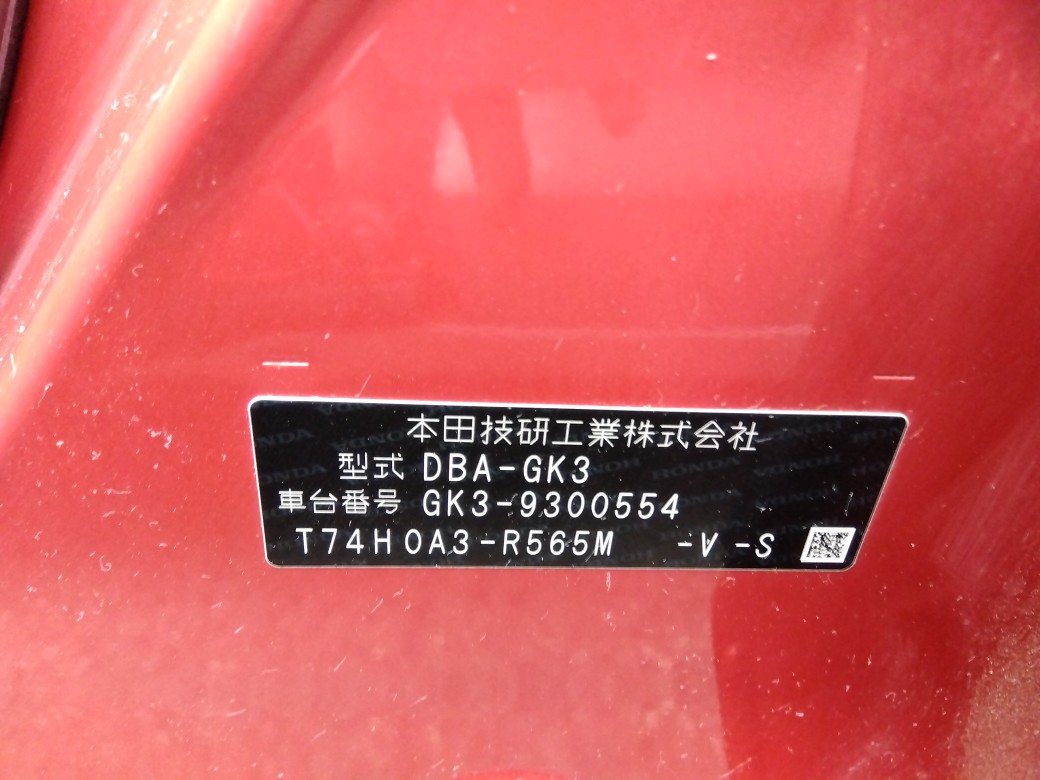 本田技研工業株式会社
型式 DBA-GK3
車台番号 GK3-9300554
T74H0A3-R565M -V -S